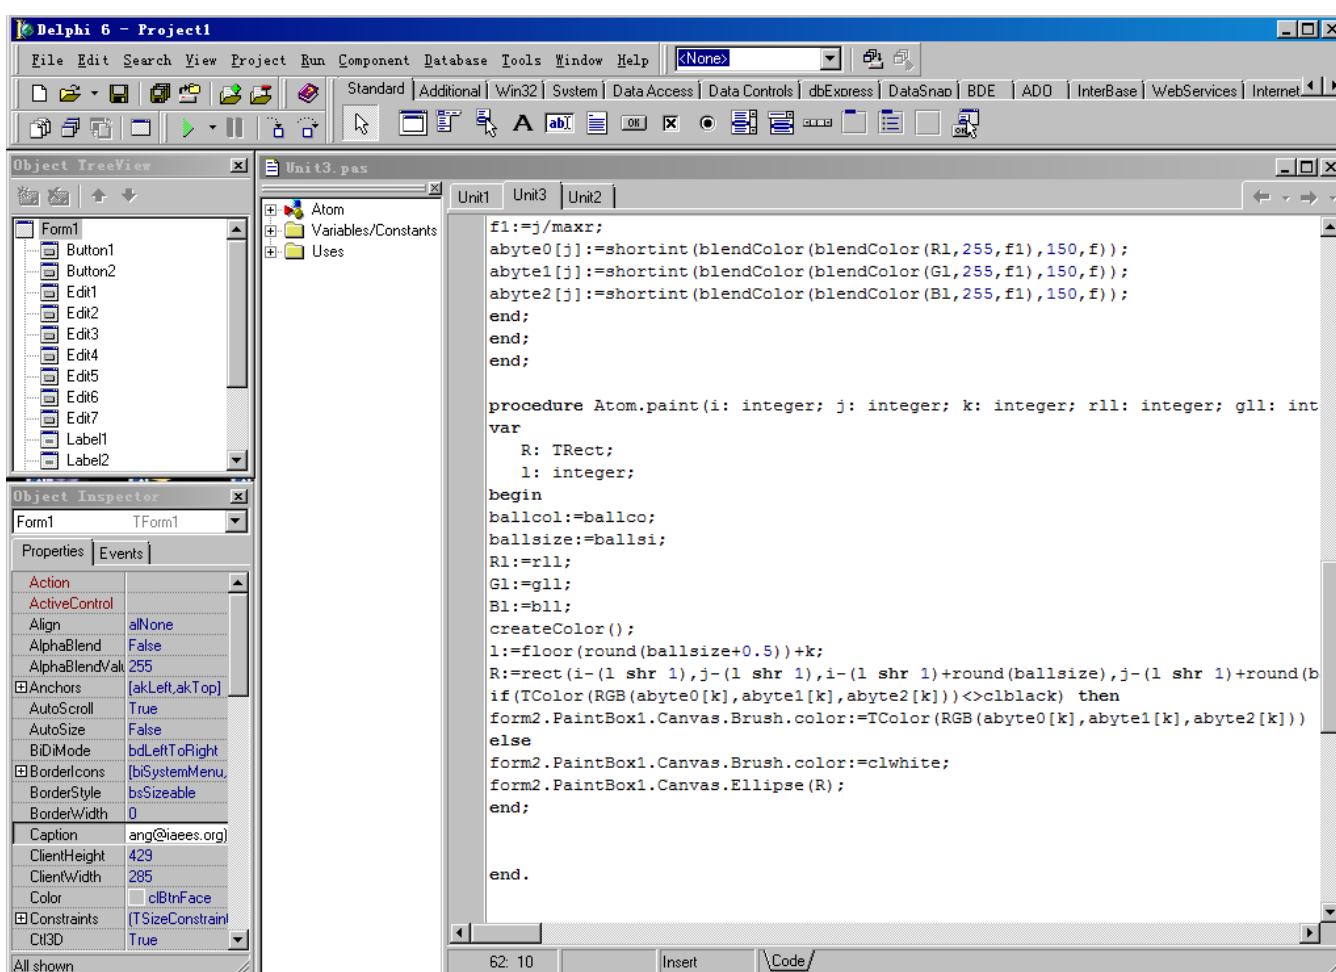 Delphi 6 - Project1
File Edit Search View Project Run Component Database Tools Window Help <None>
Standard Additional Win32 System Data Access Data Controls dbExpress DataSnap BDE ADO InterBase WebServices Internet
Object TreeView
Form1
Button1
Button2
Edit1
Edit2
Edit3
Edit4
Edit5
Edit6
Edit7
Label1
Label2
Object Inspector
Form1 TForm1
Properties Events
Action
ActiveControl
Align alNone
AlphaBlend False
AlphaBlendValu 255
Anchors [akLeft,akTop]
AutoScroll True
AutoSize False
BiDiMode bdLeftToRight
BorderIcons [biSystemMenu,
BorderStyle bsSizeable
BorderWidth 0
Caption ang@iaees.org)
ClientHeight 429
ClientWidth 285
Color clBtnFace
Constraints (TSizeConstraint
Ctl3D True
All shown
Unit3.pas
Atom
Variables/Constants
Uses
Unit1 Unit3 Unit2
f1:=j/maxr;
abyte0[j]:=shortint(blendColor(blendColor(Rl,255,f1),150,f));
abyte1[j]:=shortint(blendColor(blendColor(Gl,255,f1),150,f));
abyte2[j]:=shortint(blendColor(blendColor(Bl,255,f1),150,f));
end;
end;
end;
procedure Atom.paint(i: integer; j: integer; k: integer; rll: integer; gll: int
var
R: TRect;
l: integer;
begin
ballcol:=ballco;
ballsize:=ballsi;
Rl:=rll;
Gl:=gll;
Bl:=bll;
createColor();
l:=floor(round(ballsize+0.5))+k;
R:=rect(i-(l shr 1),j-(l shr 1),i-(l shr 1)+round(ballsize),j-(l shr 1)+round(b
if(TColor(RGB(abyte0[k],abyte1[k],abyte2[k]))<>clblack) then
form2.PaintBox1.Canvas.Brush.color:=TColor(RGB(abyte0[k],abyte1[k],abyte2[k]))
else
form2.PaintBox1.Canvas.Brush.color:=clwhite;
form2.PaintBox1.Canvas.Ellipse(R);
end;
end.
62: 10 Insert \Code/